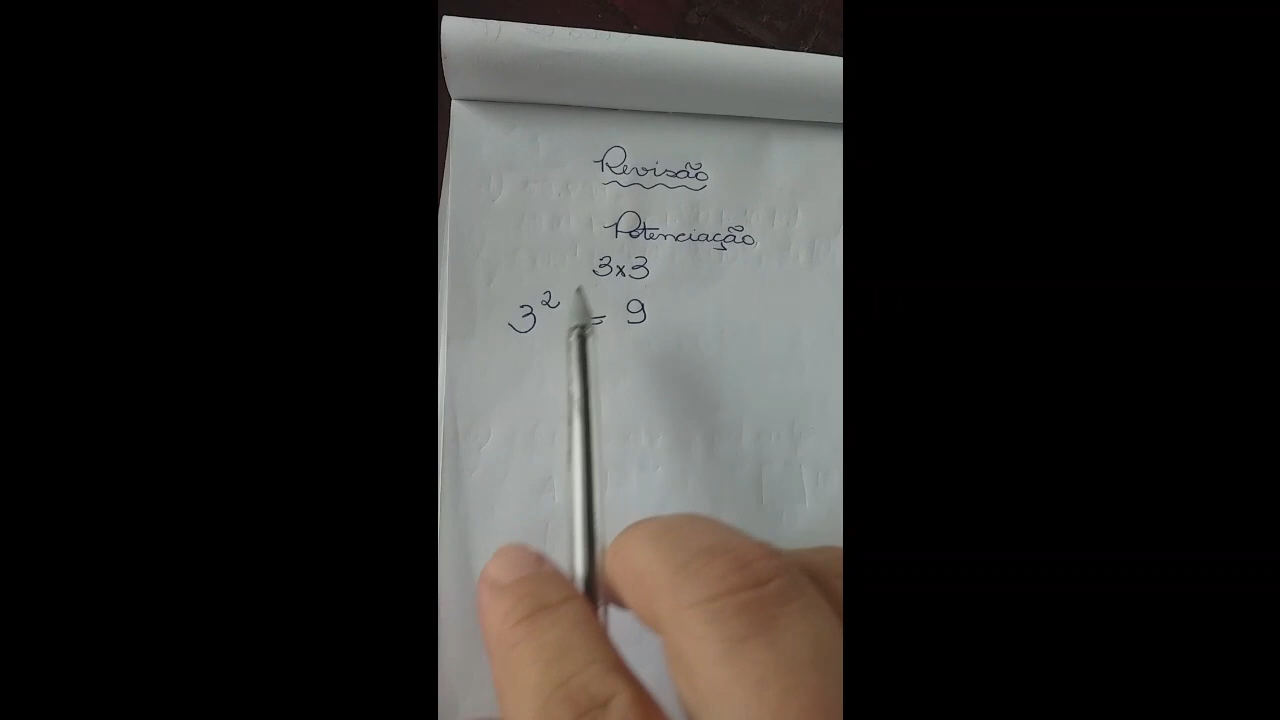 Revisão
Potenciação
3x3
3² = 9